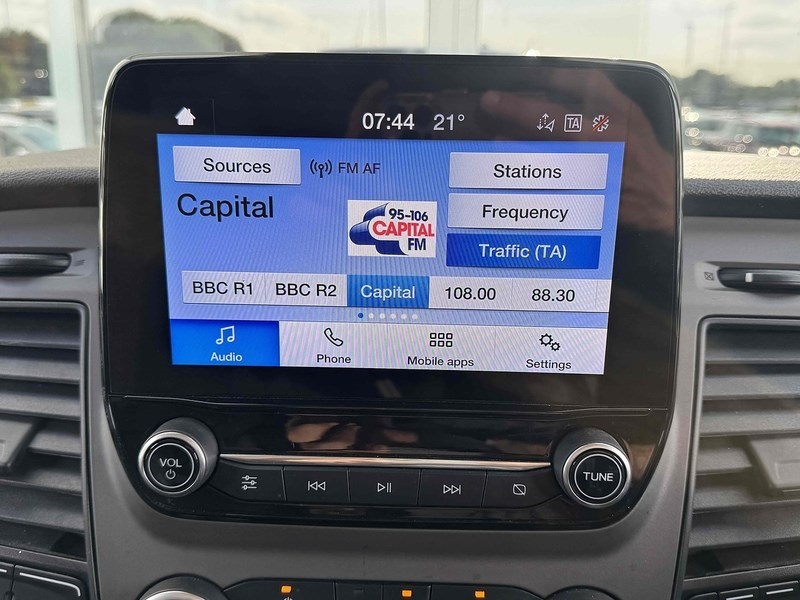 07:44 21°
TA
Sources
FM AF
Stations
Capital
95-106
CAPITAL
FM
Frequency
Traffic (TA)
BBC R1 BBC R2 Capital 108.00 88.30
Audio Phone Mobile apps Settings
VOL
TUNE